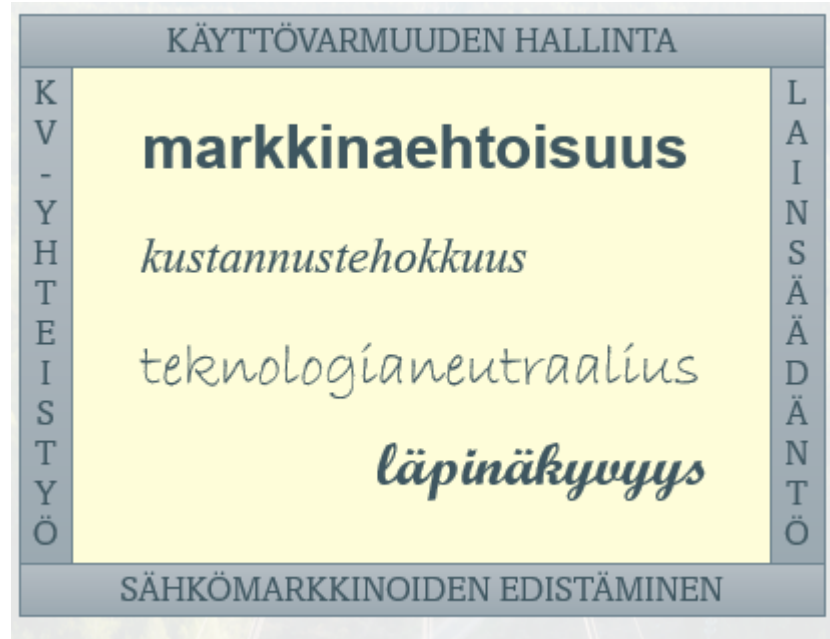 KÄYTTÖVARMUUDEN HALLINTA
KV-YHTEISTYÖ
markkinaehtoisuus
kustannustehokkuus
teknologianeutraalius
läpinäkyvyys
LAINSÄÄDÄNTÖ
SÄHKÖMARKKINOIDEN EDISTÄMINEN